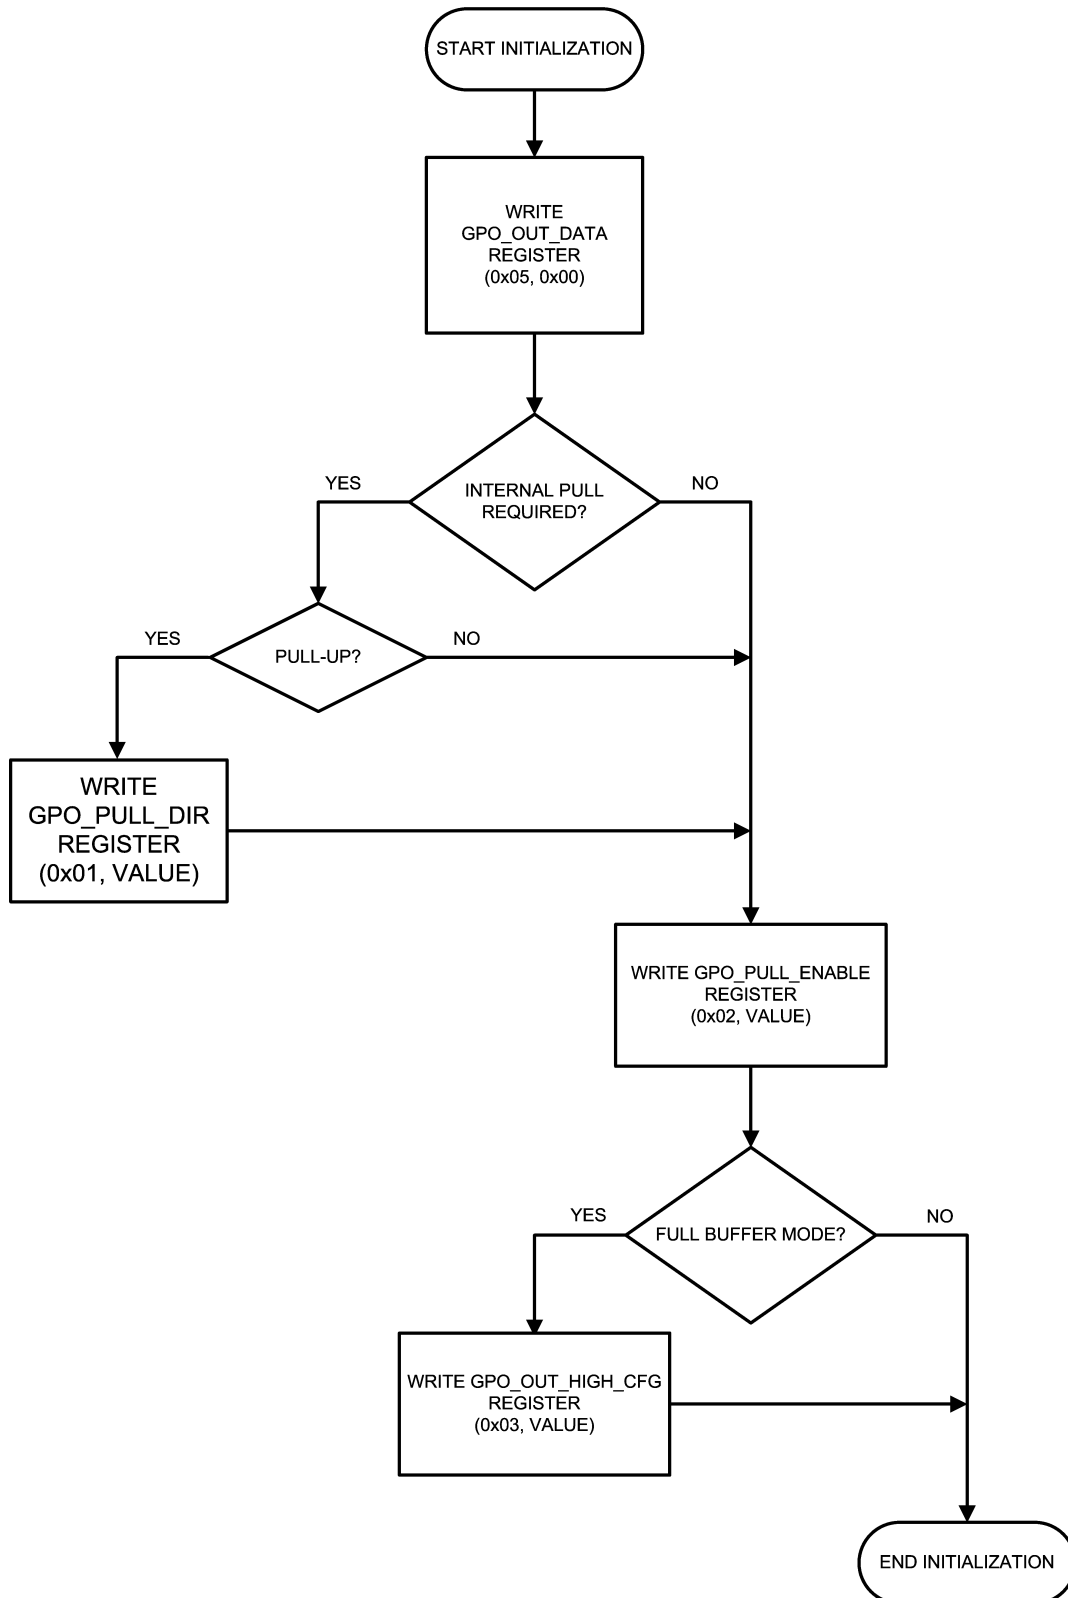 START INITIALIZATION
WRITE
GPO_OUT_DATA
REGISTER
(0x05, 0x00)
YES
INTERNAL PULL
REQUIRED?
NO
YES
PULL-UP?
NO
WRITE
GPO_PULL_DIR
REGISTER
(0x01, VALUE)
WRITE GPO_PULL_ENABLE
REGISTER
(0x02, VALUE)
YES
FULL BUFFER MODE?
NO
WRITE GPO_OUT_HIGH_CFG
REGISTER
(0x03, VALUE)
END INITIALIZATION